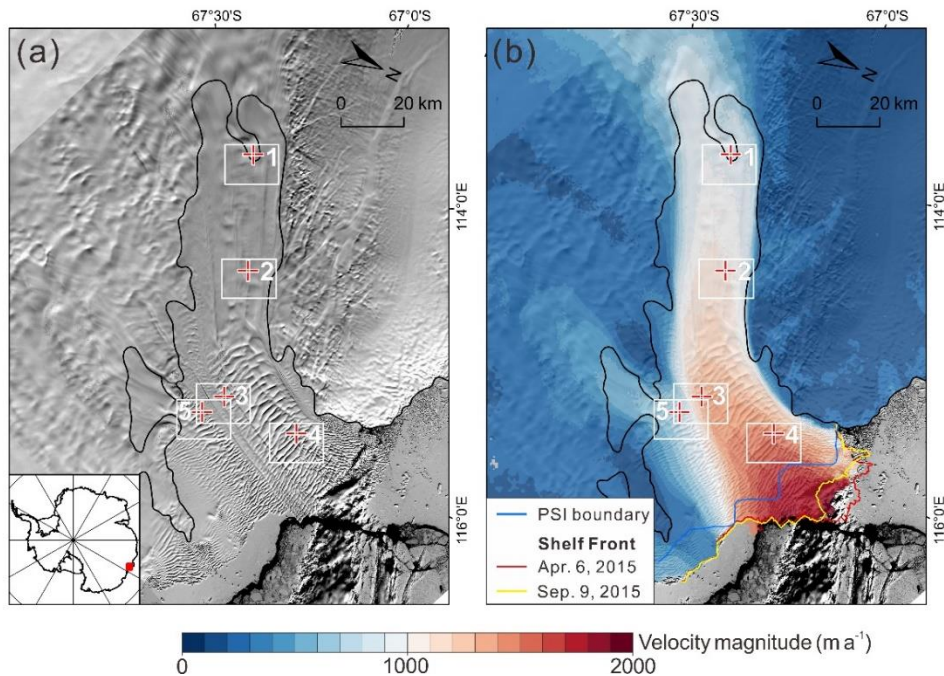 67°30'S 67°0'S 67°30'S 67°0'S
(a)
N
0 20 km
1
2
3
5
4
114°0'E
116°0'E
(b)
N
0 20 km
1
2
3
5
4
114°0'E
116°0'E
PSI boundary
Shelf Front
Apr. 6, 2015
Sep. 9, 2015
Velocity magnitude (m a⁻¹)
0 1000 2000